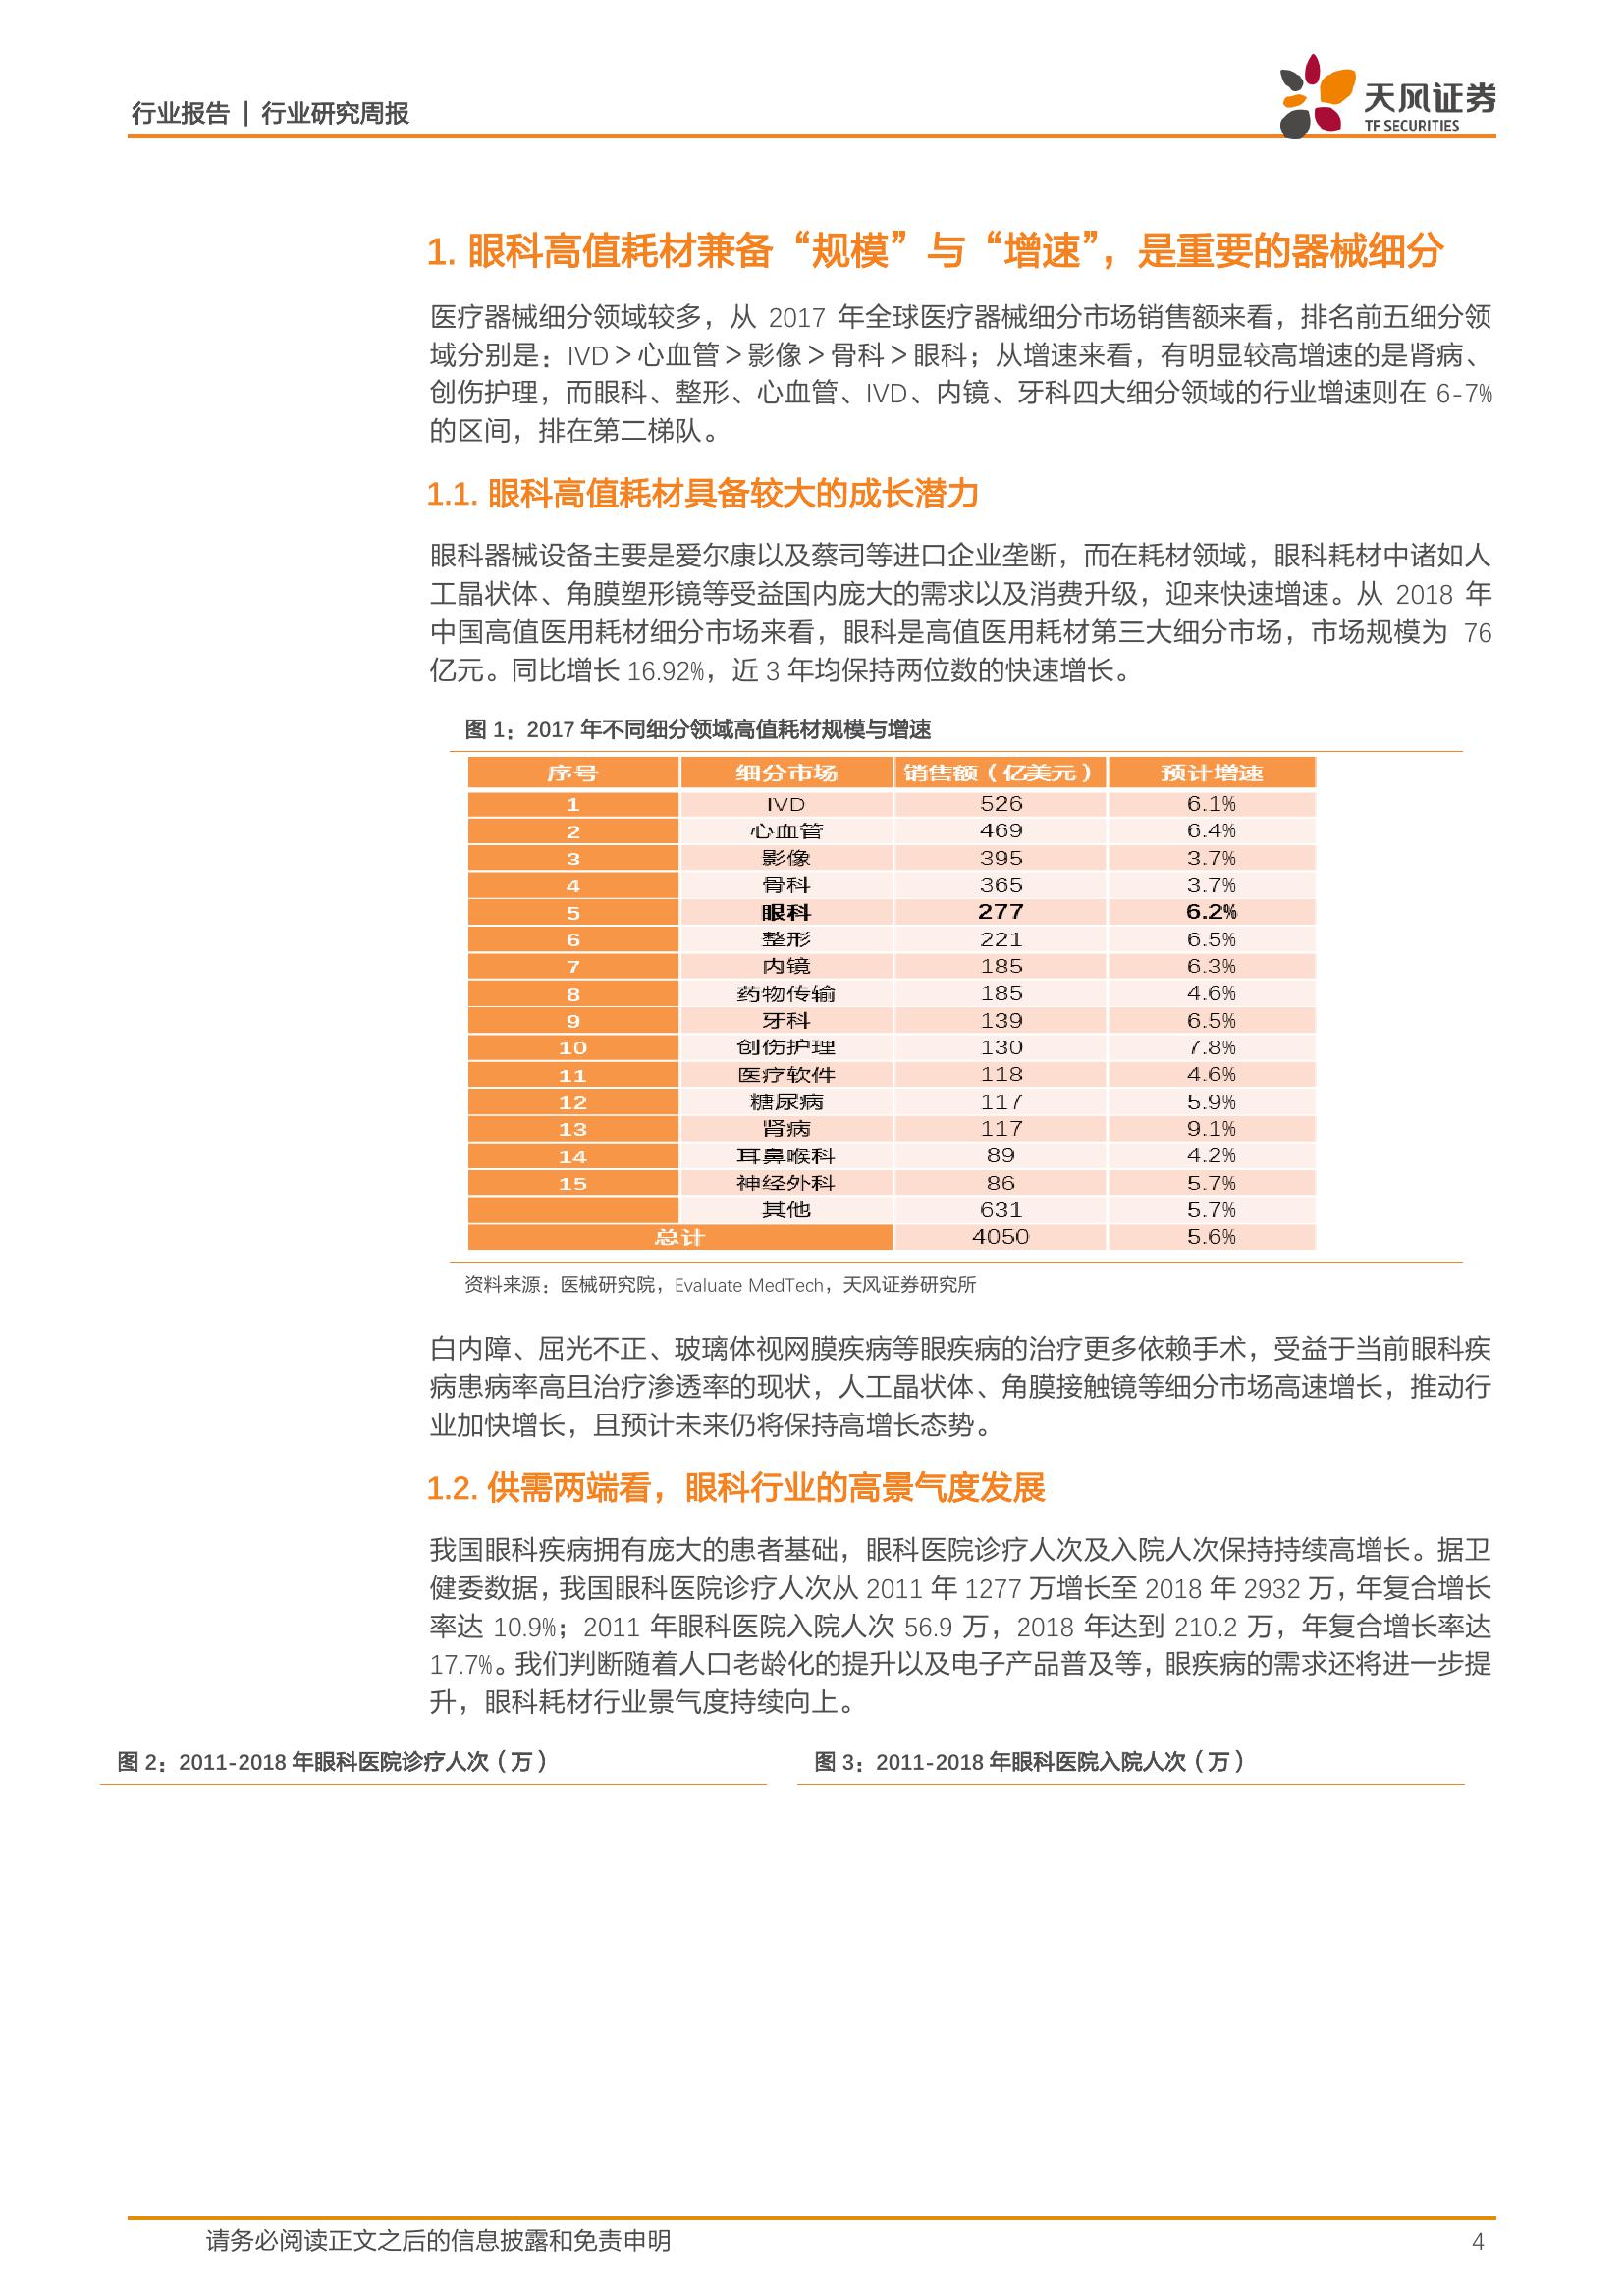 行业报告 | 行业研究周报
天风证券
TF SECURITIES
1. 眼科高值耗材兼备“规模”与“增速”，是重要的器械细分
医疗器械细分领域较多，从 2017 年全球医疗器械细分市场销售额来看，排名前五细分领
域分别是：IVD＞心血管＞影像＞骨科＞眼科；从增速来看，有明显较高增速的是肾病、
创伤护理，而眼科、整形、心血管、IVD、内镜、牙科四大细分领域的行业增速则在 6-7%
的区间，排在第二梯队。
1.1. 眼科高值耗材具备较大的成长潜力
眼科器械设备主要是爱尔康以及蔡司等进口企业垄断，而在耗材领域，眼科耗材中诸如人
工晶状体、角膜塑形镜等受益国内庞大的需求以及消费升级，迎来快速增速。从 2018 年
中国高值医用耗材细分市场来看，眼科是高值医用耗材第三大细分市场，市场规模为 76
亿元。同比增长 16.92%，近 3 年均保持两位数的快速增长。
图 1：2017 年不同细分领域高值耗材规模与增速
序号 细分市场 销售额（亿美元） 预计增速
1 IVD 526 6.1%
2 心血管 469 6.4%
3 影像 395 3.7%
4 骨科 365 3.7%
5 眼科 277 6.2%
6 整形 221 6.5%
7 内镜 185 6.3%
8 药物传输 185 4.6%
9 牙科 139 6.5%
10 创伤护理 130 7.8%
11 医疗软件 118 4.6%
12 糖尿病 117 5.9%
13 肾病 117 9.1%
14 耳鼻喉科 89 4.2%
15 神经外科 86 5.7%
其他 631 5.7%
总计 4050 5.6%
资料来源：医械研究院，Evaluate MedTech，天风证券研究所
白内障、屈光不正、玻璃体视网膜疾病等眼疾病的治疗更多依赖手术，受益于当前眼科疾
病患病率高且治疗渗透率的现状，人工晶状体、角膜接触镜等细分市场高速增长，推动行
业加快增长，且预计未来仍将保持高增长态势。
1.2. 供需两端看，眼科行业的高景气度发展
我国眼科疾病拥有庞大的患者基础，眼科医院诊疗人次及入院人次保持持续高增长。据卫
健委数据，我国眼科医院诊疗人次从 2011 年 1277 万增长至 2018 年 2932 万，年复合增长
率达 10.9%；2011 年眼科医院入院人次 56.9 万，2018 年达到 210.2 万，年复合增长率达
17.7%。我们判断随着人口老龄化的提升以及电子产品普及等，眼疾病的需求还将进一步提
升，眼科耗材行业景气度持续向上。
图 2：2011-2018 年眼科医院诊疗人次（万）
图 3：2011-2018 年眼科医院入院人次（万）
请务必阅读正文之后的信息披露和免责申明
4